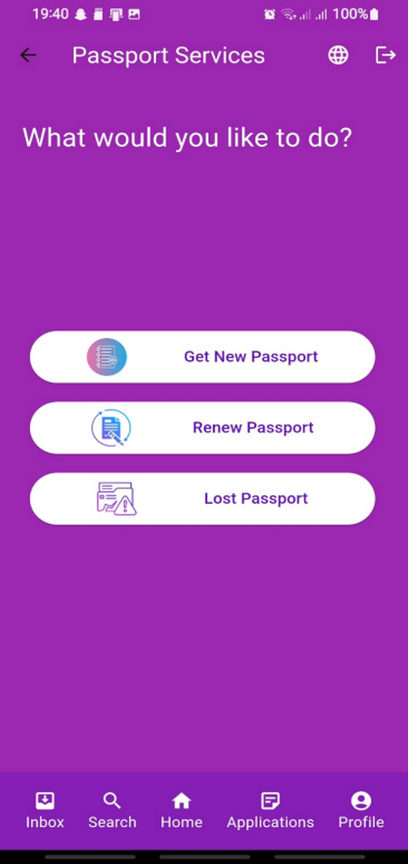 19:40 100%
Passport Services
What would you like to do?
Get New Passport
Renew Passport
Lost Passport
Inbox Search Home Applications Profile